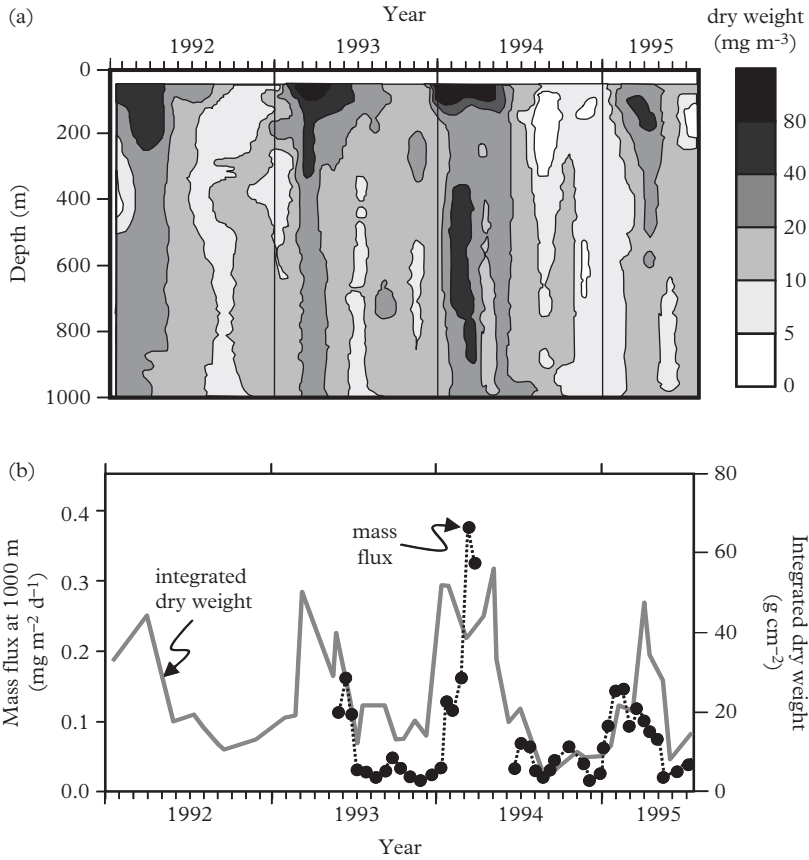 (a)
Year
dry weight
(mg m⁻³)
1992 1993 1994 1995
0
200
400
600
800
1000
Depth (m)
80
40
20
10
5
0
(b)
mass
flux
integrated
dry weight
Mass flux at 1000 m
(mg m⁻² d⁻¹)
0.4
0.3
0.2
0.1
0.0
80
60
40
20
0
Integrated dry weight
(g cm⁻²)
1992 1993 1994 1995
Year